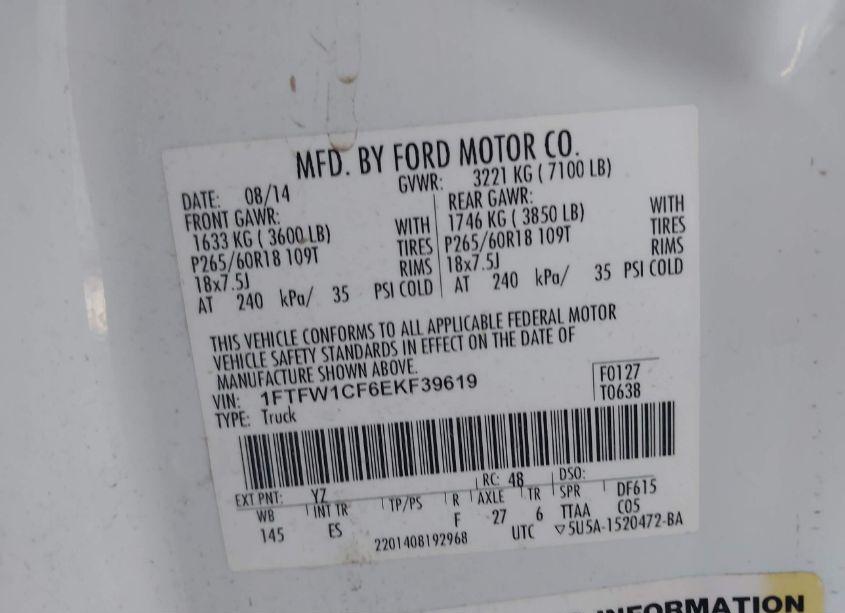 MFD. BY FORD MOTOR CO.
DATE: 08/14 GVWR: 3221 KG ( 7100 LB)
FRONT GAWR: REAR GAWR:
1633 KG ( 3600 LB) WITH 1746 KG ( 3850 LB) WITH
P265/60R18 109T TIRES P265/60R18 109T TIRES
18x7.5J RIMS 18x7.5J RIMS
AT 240 kPa/ 35 PSI COLD AT 240 kPa/ 35 PSI COLD
THIS VEHICLE CONFORMS TO ALL APPLICABLE FEDERAL MOTOR
VEHICLE SAFETY STANDARDS IN EFFECT ON THE DATE OF
MANUFACTURE SHOWN ABOVE.
VIN: 1FTFW1CF6EKF39619 F0127
TYPE: Truck T0638
EXT PNT: YZ RC: 48 DSO:
WB INT TR TP/PS R AXLE TR SPR DF615
145 ES F 27 6 TTAA C05
2201408192968 UTC ▽5U5A-1520472-BA
INFORMATION